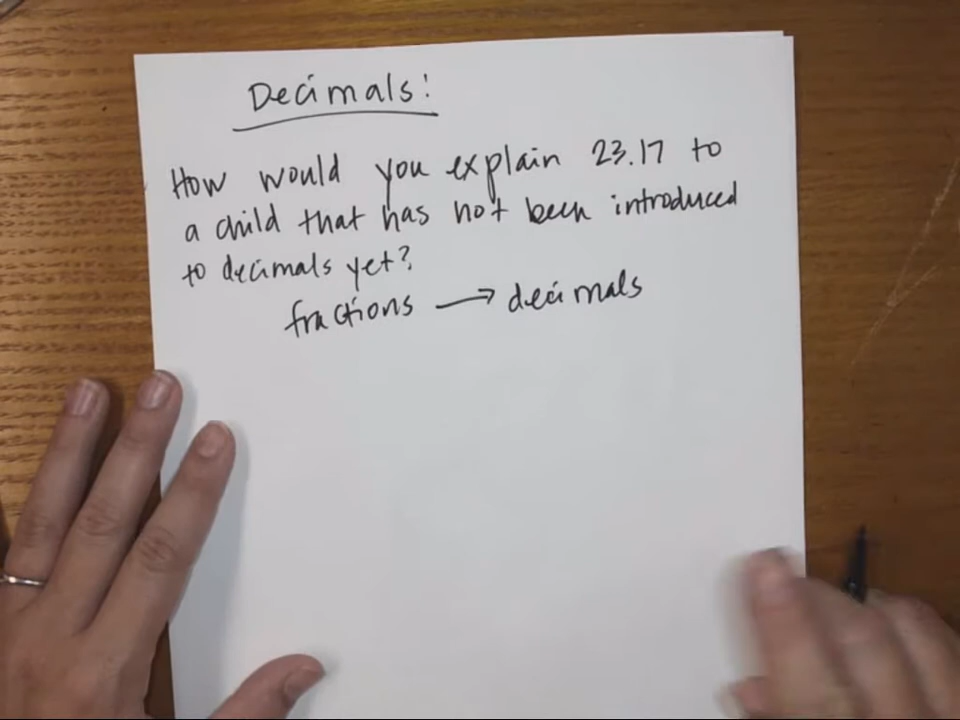 Decimals:
How would you explain 23.17 to
a child that has not been introduced
to decimals yet?
fractions → decimals